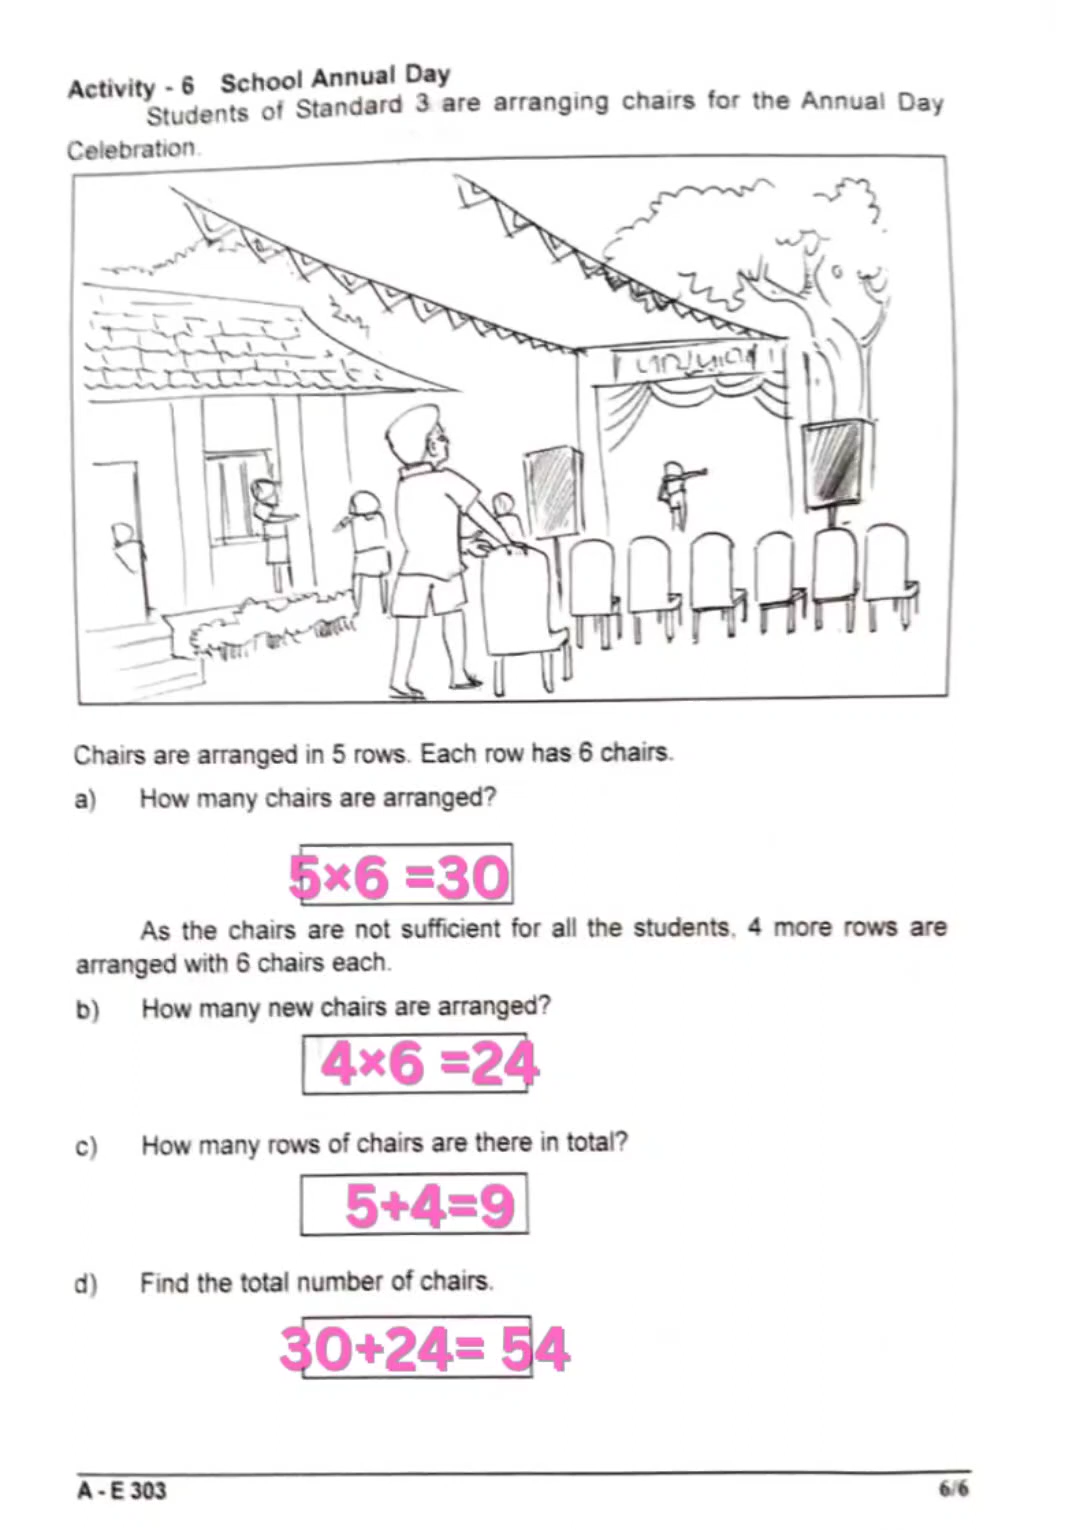 Activity - 6 School Annual Day
Students of Standard 3 are arranging chairs for the Annual Day
Celebration.
Chairs are arranged in 5 rows. Each row has 6 chairs.
a) How many chairs are arranged?
5×6 =30
As the chairs are not sufficient for all the students, 4 more rows are
arranged with 6 chairs each.
b) How many new chairs are arranged?
4×6 =24
c) How many rows of chairs are there in total?
5+4=9
d) Find the total number of chairs.
30+24= 54
A - E 303 6/6